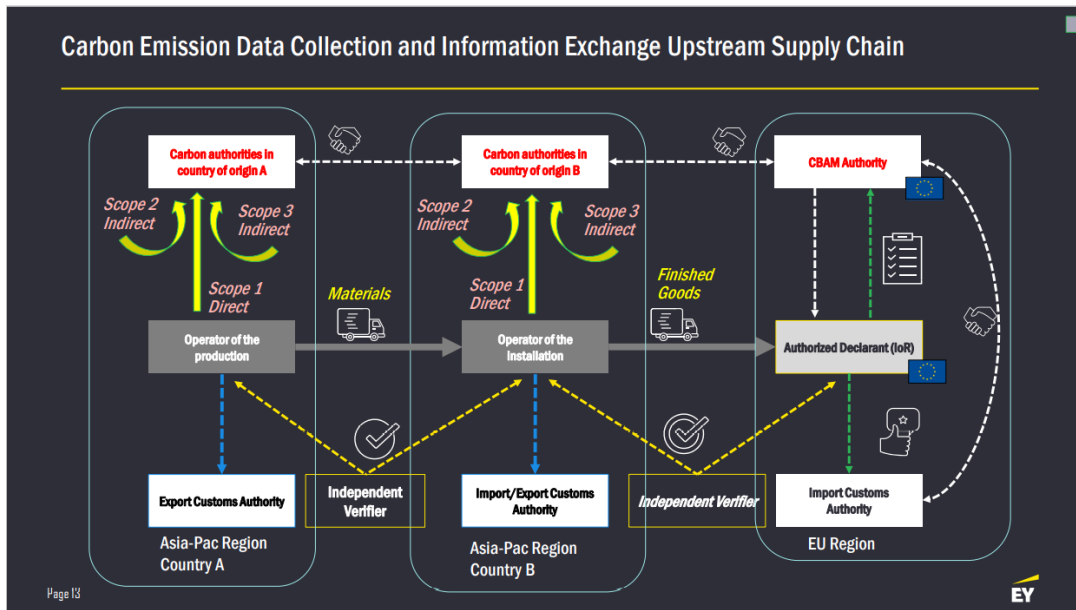 Carbon Emission Data Collection and Information Exchange Upstream Supply Chain
Carbon authorities in
country of origin A
Carbon authorities in
country of origin B
CBAM Authority
Scope 2
Indirect
Scope 3
Indirect
Scope 2
Indirect
Scope 3
Indirect
Scope 1
Direct
Materials
Scope 1
Direct
Finished
Goods
Operator of the
production
Operator of the
installation
Authorized Declarant (IoR)
Export Customs Authority
Independent
Verifier
Import/Export Customs
Authority
Independent Verifier
Import Customs
Authority
Asia-Pac Region
Country A
Asia-Pac Region
Country B
EU Region
Page 13
EY